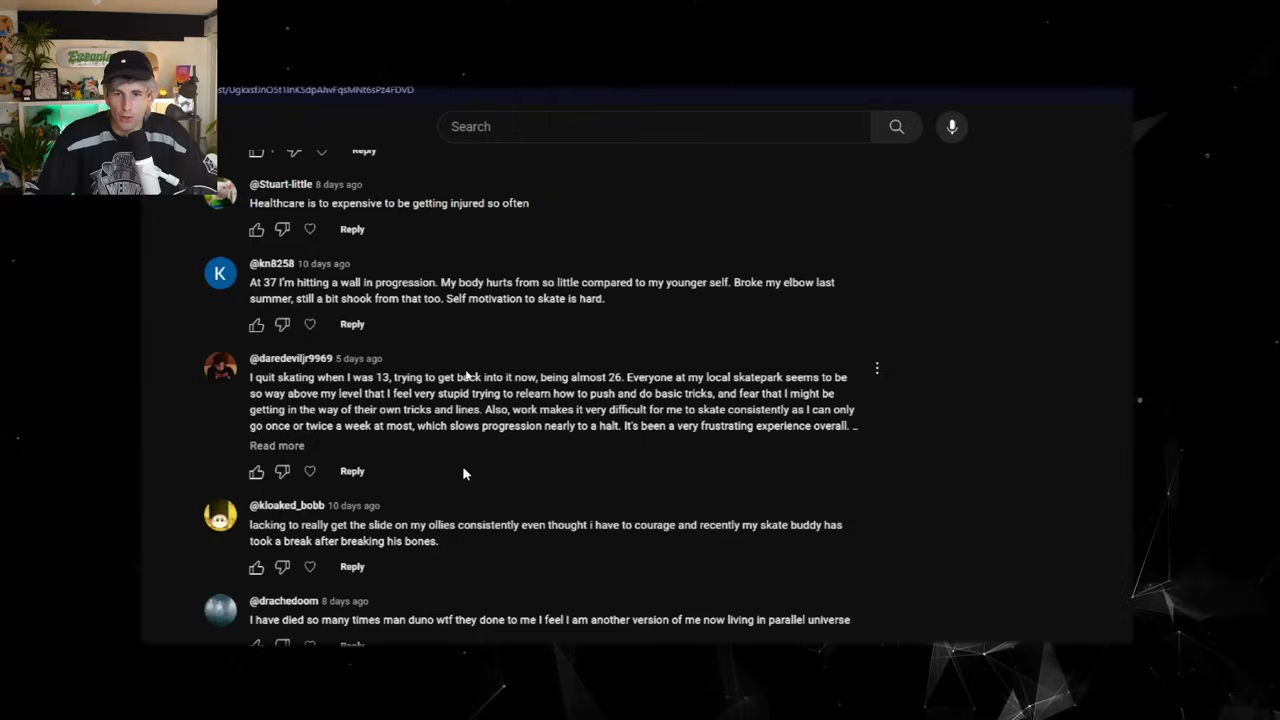 st/UgkxsfJnO5t1InK5dpAhvFqsMNt6sPz4FDVD
Search
Reply
@Stuart-little 8 days ago
Healthcare is to expensive to be getting injured so often
Reply
K
@kn8258 10 days ago
At 37 I'm hitting a wall in progression. My body hurts from so little compared to my younger self. Broke my elbow last
summer, still a bit shook from that too. Self motivation to skate is hard.
Reply
@daredeviljr9969 5 days ago
I quit skating when I was 13, trying to get back into it now, being almost 26. Everyone at my local skatepark seems to be
so way above my level that I feel very stupid trying to relearn how to push and do basic tricks, and fear that I might be
getting in the way of their own tricks and lines. Also, work makes it very difficult for me to skate consistently as I can only
go once or twice a week at most, which slows progression nearly to a halt. It's been a very frustrating experience overall. ...
Read more
Reply
@kloaked_bobb 10 days ago
lacking to really get the slide on my ollies consistently even thought i have to courage and recently my skate buddy has
took a break after breaking his bones.
Reply
@drachedoom 8 days ago
I have died so many times man duno wtf they done to me I feel I am another version of me now living in parallel universe